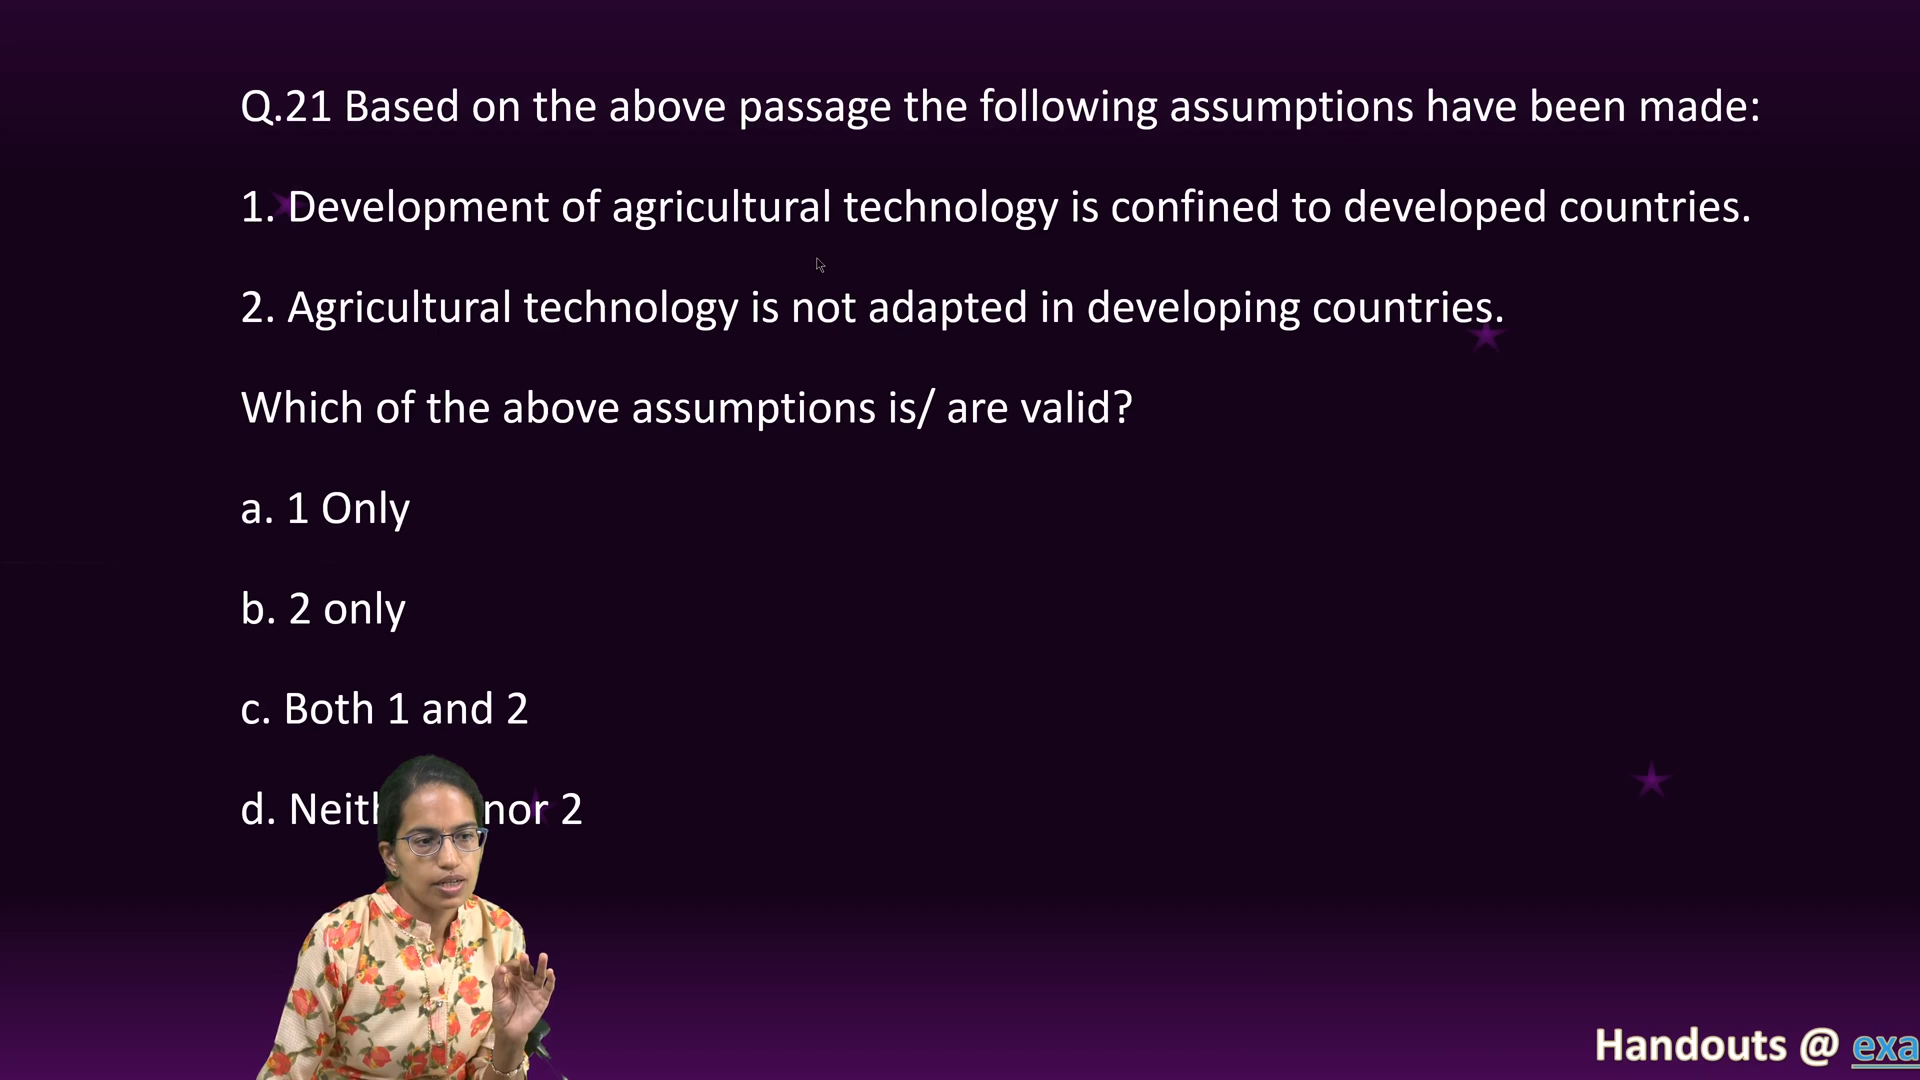 Q.21 Based on the above passage the following assumptions have been made:
1. Development of agricultural technology is confined to developed countries.
2. Agricultural technology is not adapted in developing countries.
Which of the above assumptions is/ are valid?
a. 1 Only
b. 2 only
c. Both 1 and 2
d. nor 2
Handouts @ exa